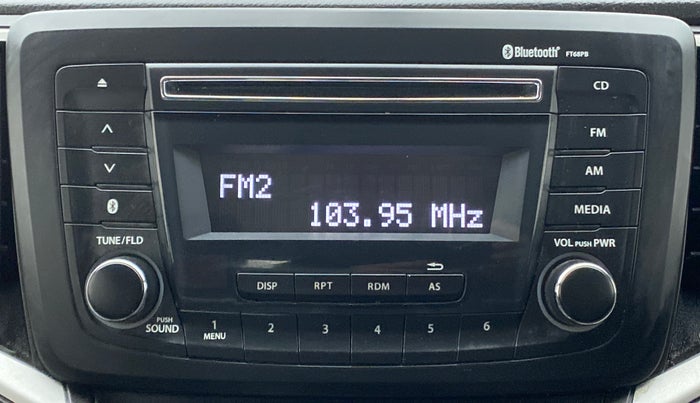 Bluetooth® FT68PB
CD
FM
AM
MEDIA
FM2
103.95 MHz
TUNE/FLD
VOL PUSH PWR
DISP RPT RDM AS
PUSH
SOUND
1 2 3 4 5 6
MENU